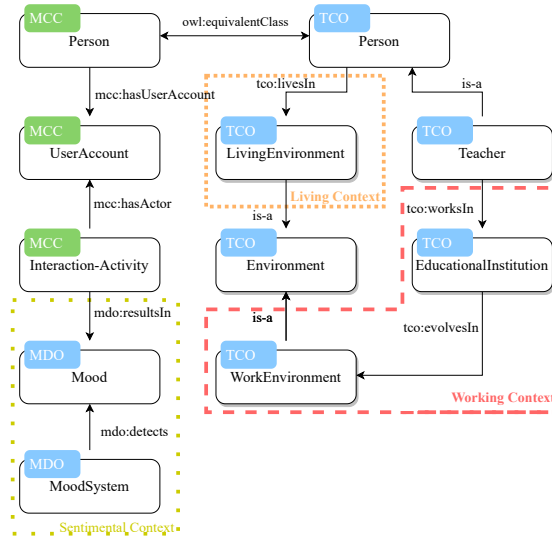 MCC
Person
owl:equivalentClass
TCO
Person
mcc:hasUserAccount
tco:livesIn
is-a
MCC
UserAccount
TCO
LivingEnvironment
TCO
Teacher
Living Context
mcc:hasActor
is-a
tco:worksIn
MCC
Interaction-Activity
TCO
Environment
TCO
EducationalInstitution
mdo:resultsIn
is-a
tco:evolvesIn
MDO
Mood
TCO
WorkEnvironment
Working Context
mdo:detects
MDO
MoodSystem
Sentimental Context